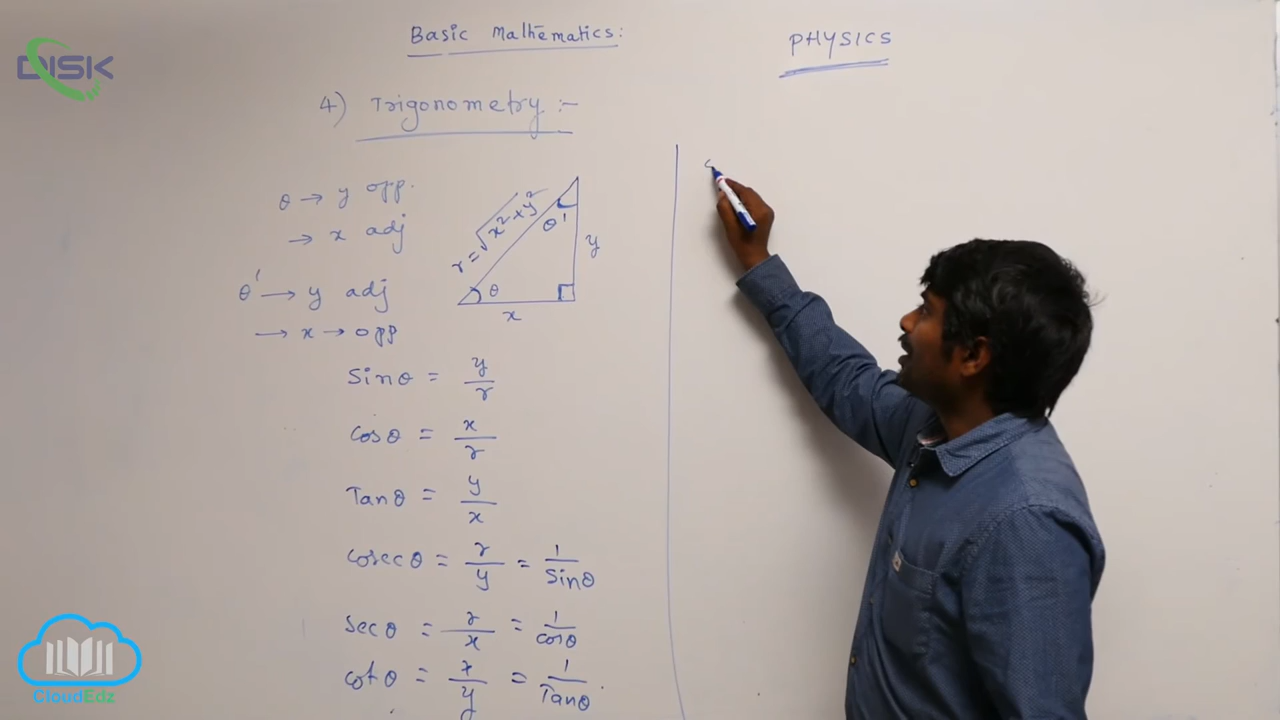 DISK
Basic Mathematics:
PHYSICS
4) Trigonometry :-
θ → y opp.
→ x adj
θ' → y adj
→ x → opp
r = √x² + y²
θ'
y
θ
x
Sinθ = y/r
cosθ = x/r
Tanθ = y/x
cosecθ = r/y = 1/Sinθ
Secθ = r/x = 1/cosθ
cotθ = x/y = 1/Tanθ.
CloudEdz